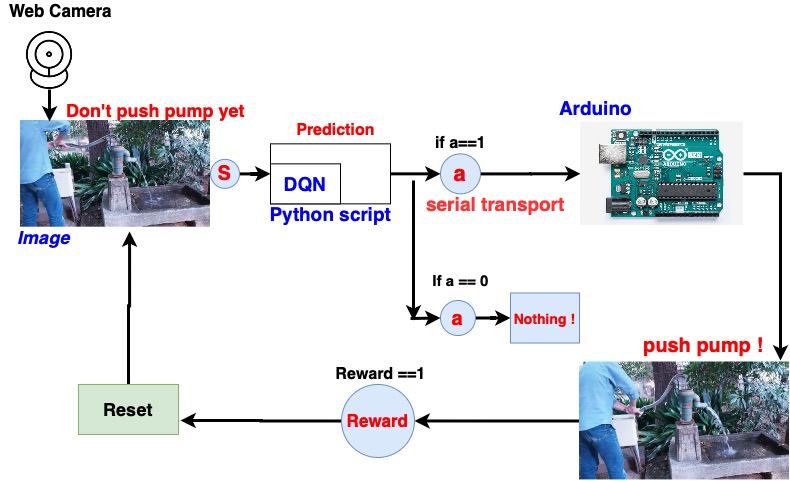 Web Camera
Don't push pump yet
Image
S
Prediction
DQN
Python script
if a==1
a
serial transport
Arduino
ARDUINO
If a == 0
a
Nothing !
push pump !
Reward ==1
Reward
Reset